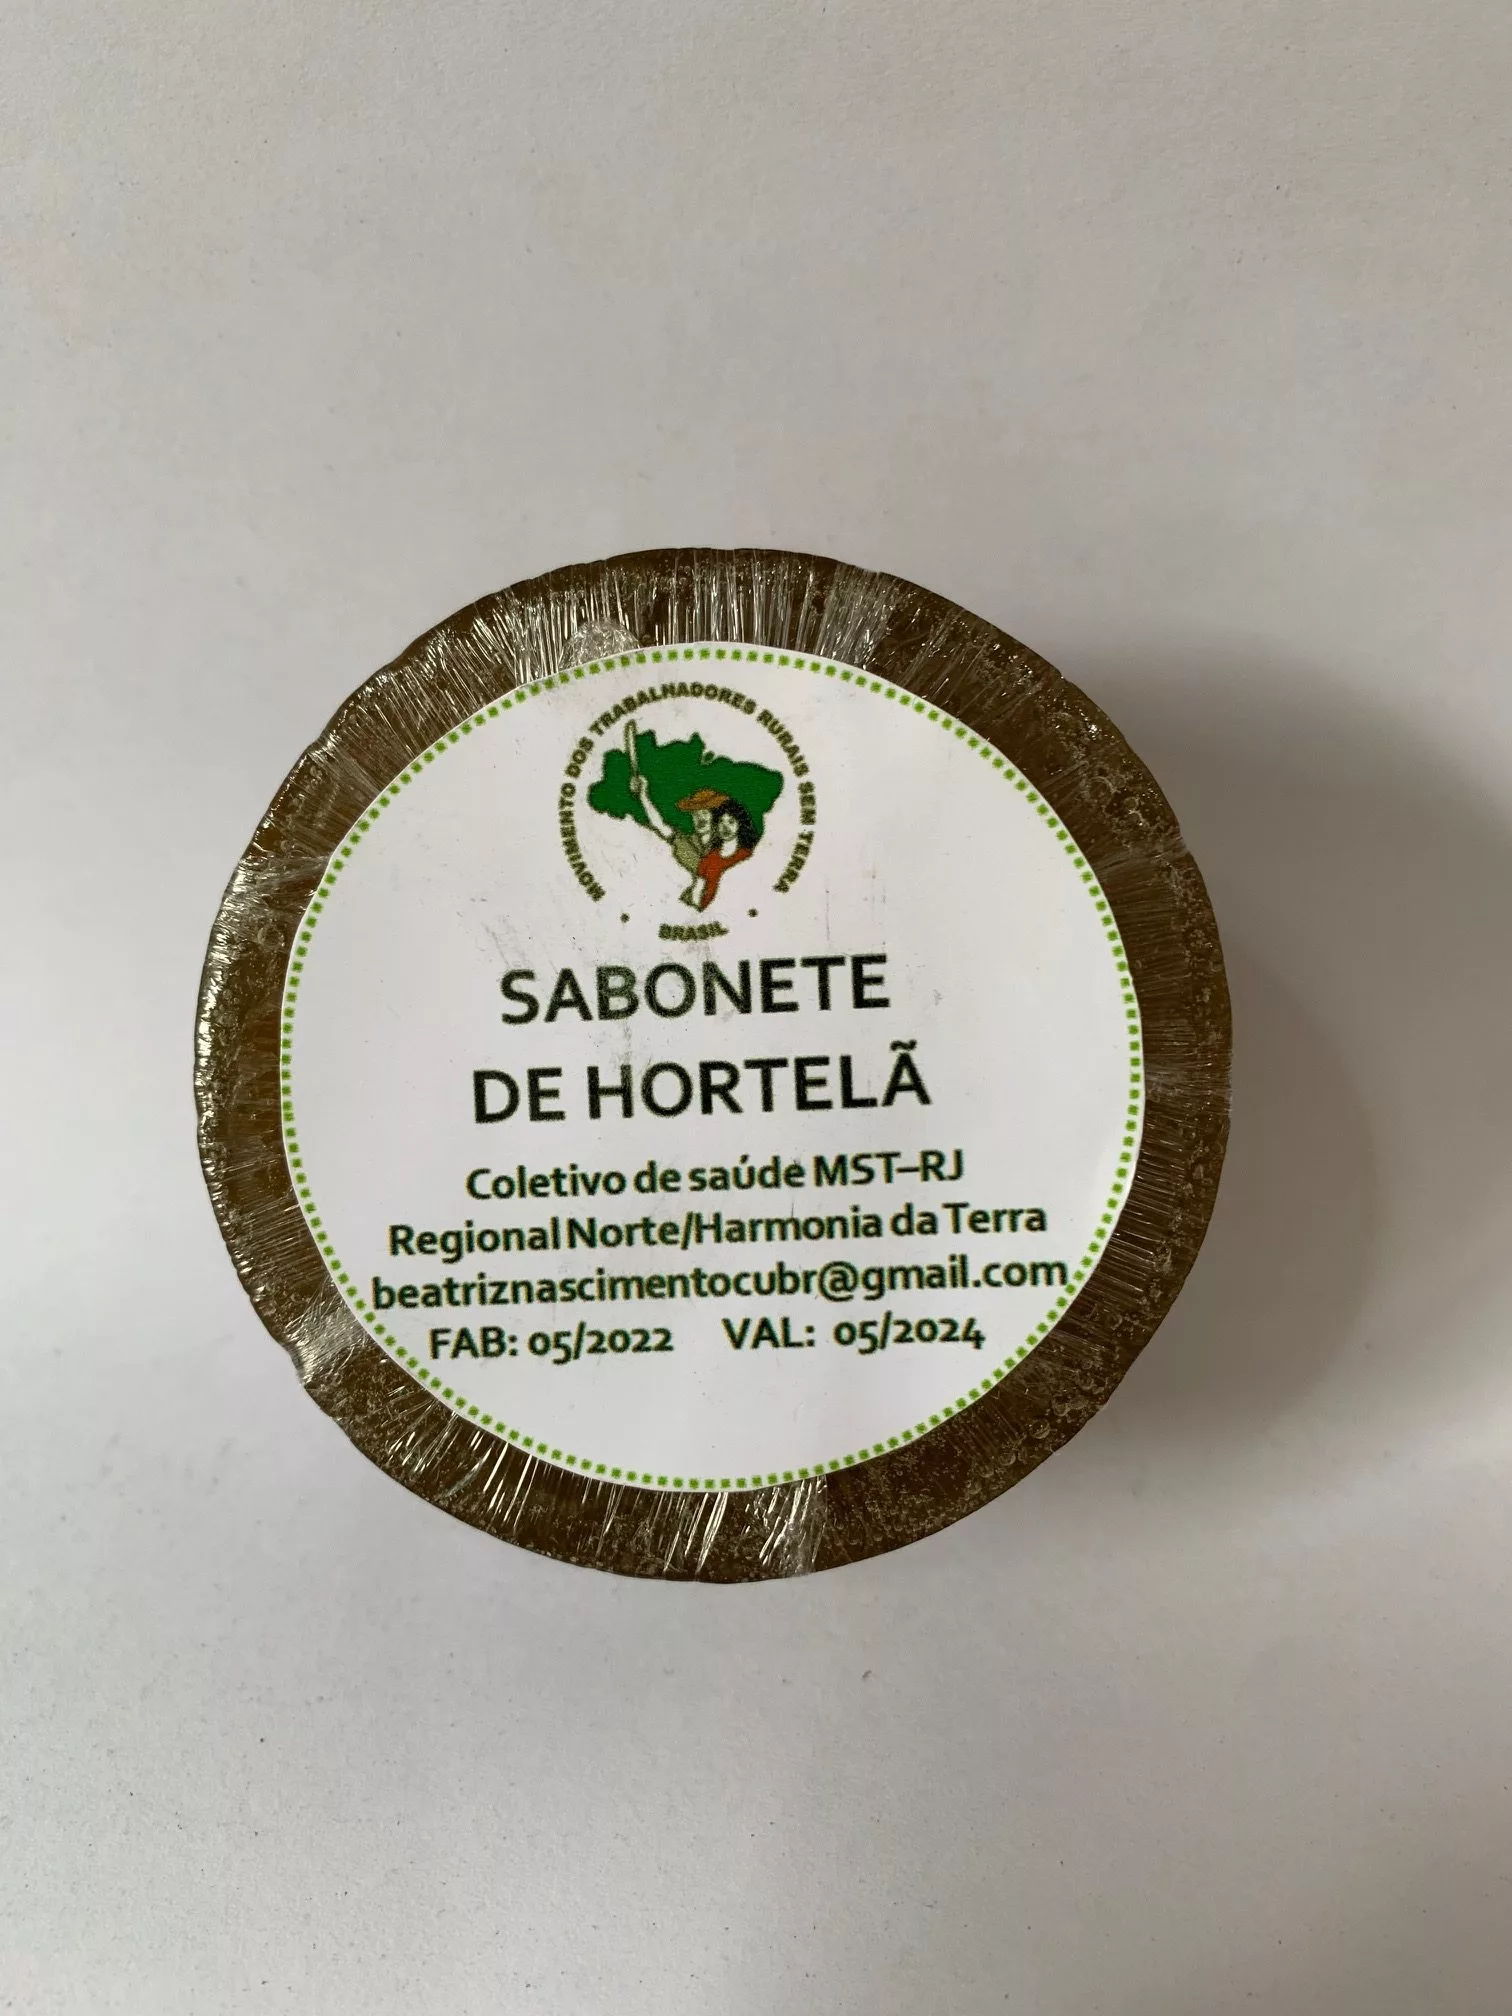 MOVIMENTO DOS TRABALHADORES RURAIS SEM TERRA
• BRASIL •
SABONETE
DE HORTELÃ
Coletivo de saúde MST–RJ
Regional Norte/Harmonia da Terra
beatriznascimentocubr@gmail.com
FAB: 05/2022 VAL: 05/2024